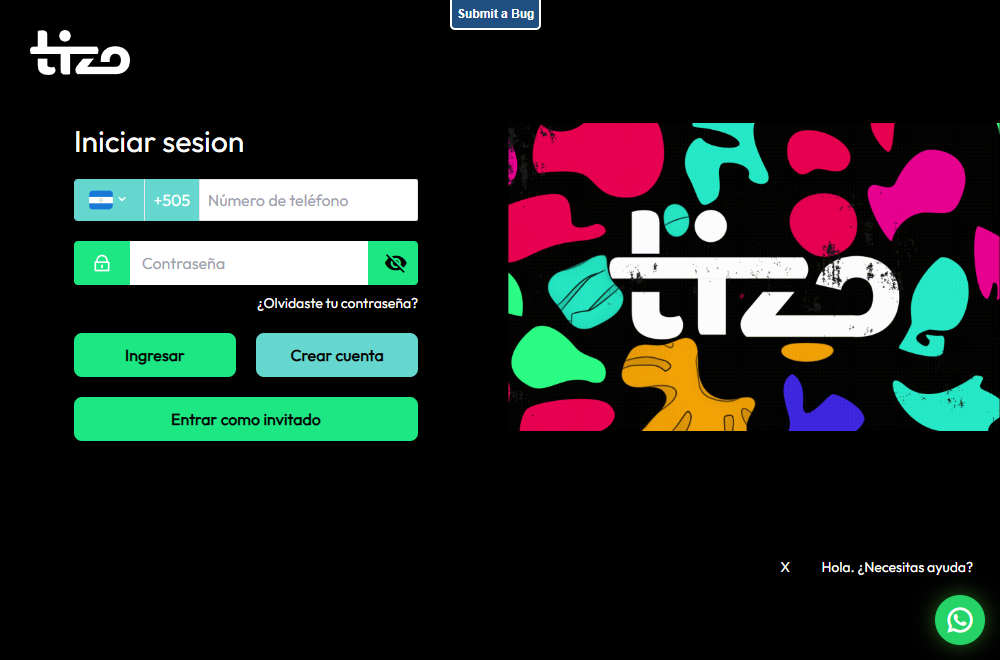 Submit a Bug
tizo
Iniciar sesion
+505 Número de teléfono
Contraseña
¿Olvidaste tu contraseña?
Ingresar Crear cuenta
Entrar como invitado
tizo
X Hola. ¿Necesitas ayuda?